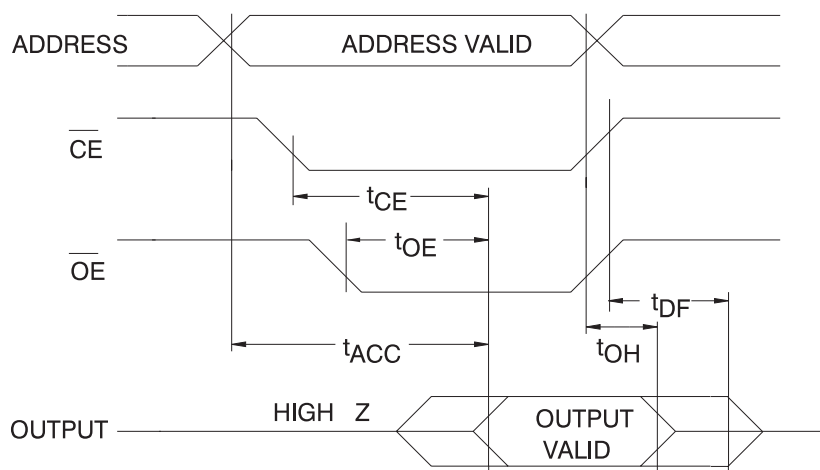 ADDRESS
ADDRESS VALID
CE
tCE
tOE
OE
tDF
tACC
tOH
HIGH Z
OUTPUT
OUTPUT
VALID